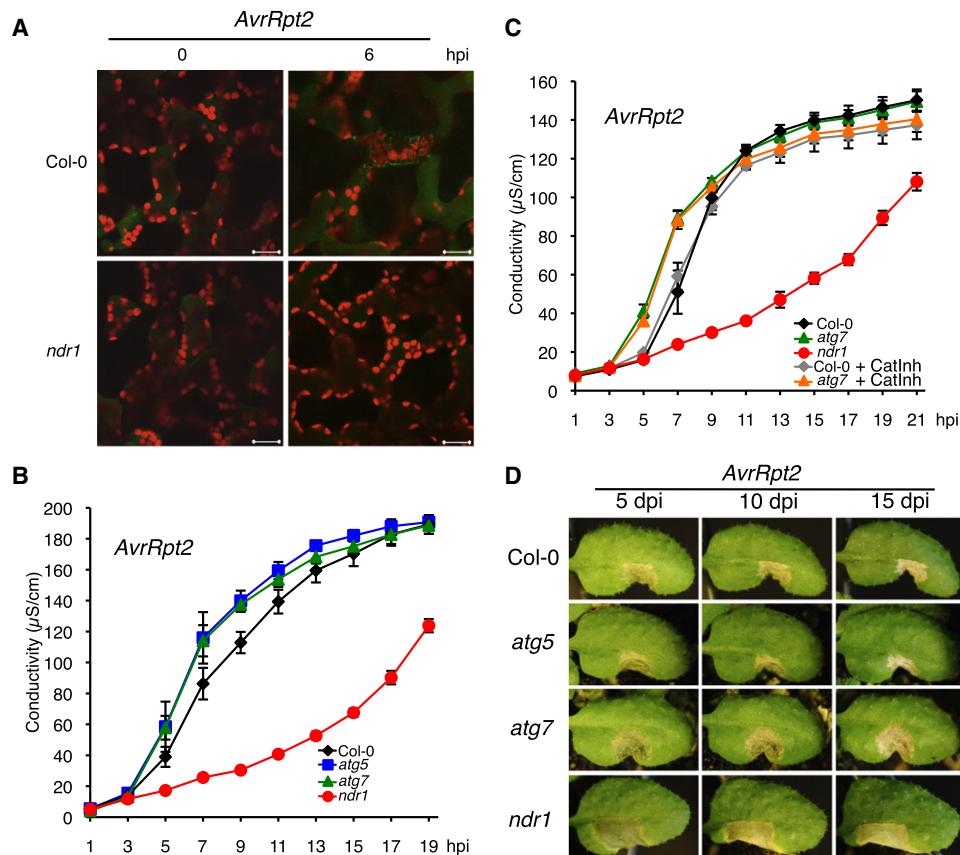 A
AvrRpt2
0 6 hpi
Col-0
ndr1
B
AvrRpt2
Conductivity (µS/cm)
200
180
160
140
120
100
80
60
40
20
0
Col-0
atg5
atg7
ndr1
1 3 5 7 9 11 13 15 17 19 hpi
C
AvrRpt2
Conductivity (µS/cm)
160
140
120
100
80
60
40
20
0
Col-0
atg7
ndr1
Col-0 + CatInh
atg7 + CatInh
1 3 5 7 9 11 13 15 17 19 21 hpi
D
AvrRpt2
5 dpi 10 dpi 15 dpi
Col-0
atg5
atg7
ndr1